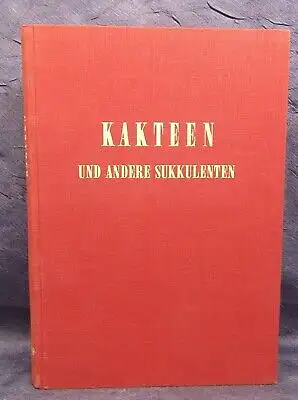 KAKTEEN
UND ANDERE SUKKULENTEN